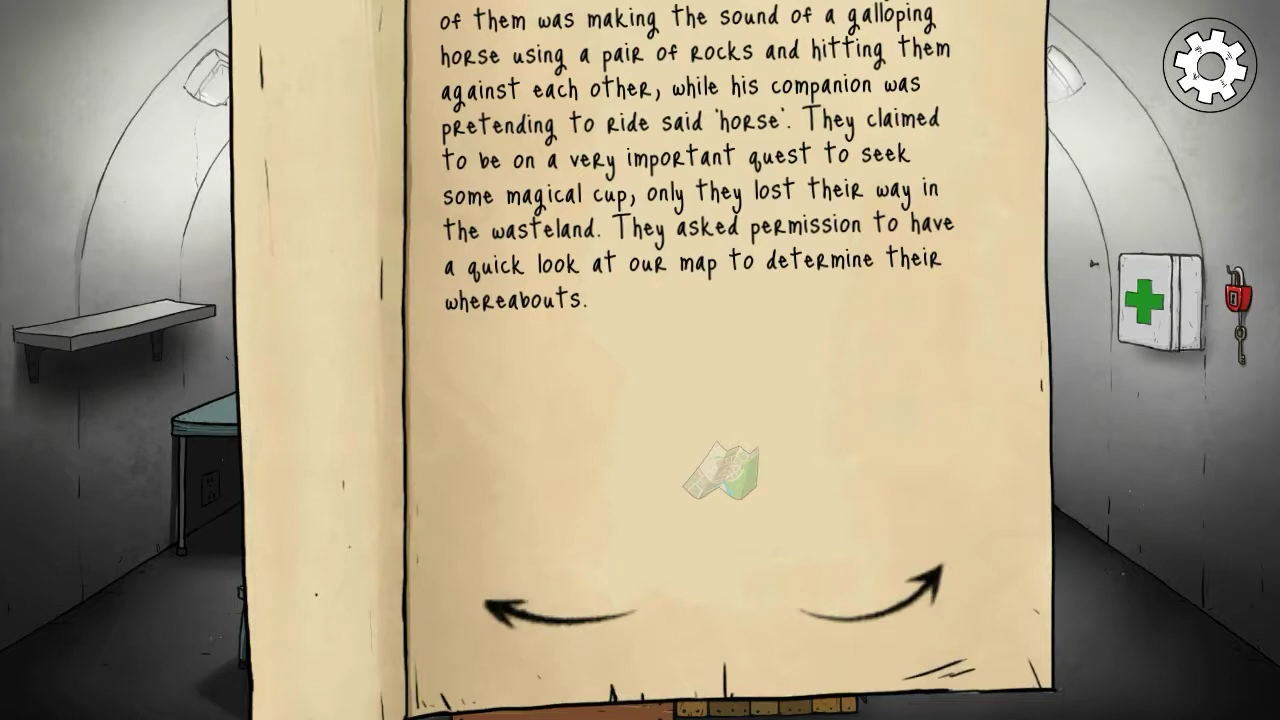 of them was making the sound of a galloping
horse using a pair of rocks and hitting them
against each other, while his companion was
pretending to ride said 'horse'. They claimed
to be on a very important quest to seek
some magical cup, only they lost their way in
the wasteland. They asked permission to have
a quick look at our map to determine their
whereabouts.